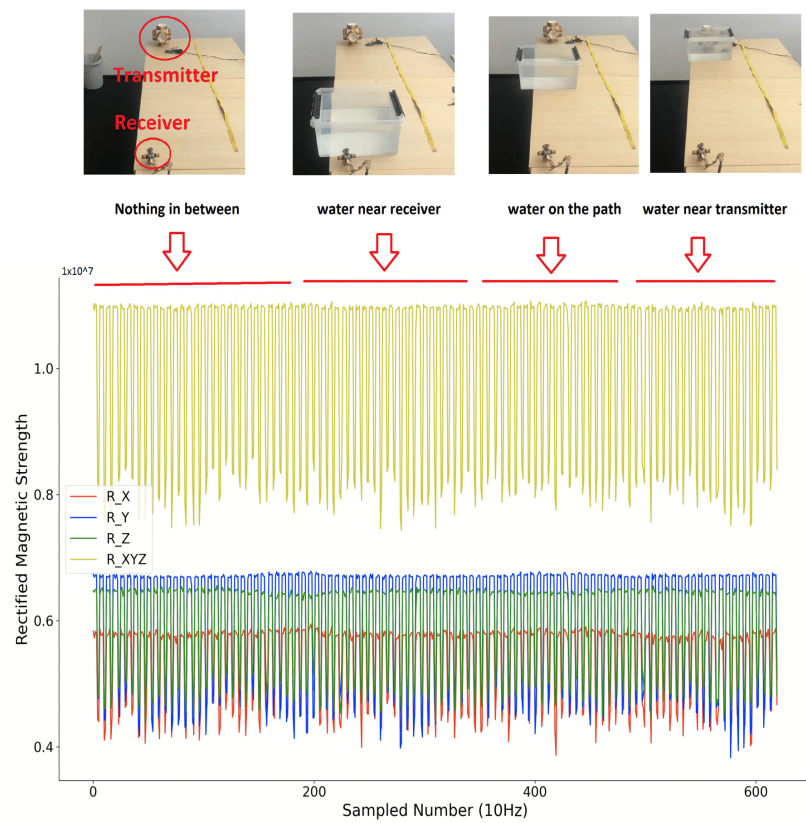 Transmitter
Receiver
Nothing in between
water near receiver
water on the path
water near transmitter
1x10^7
1.0
0.8
0.6
0.4
Rectified Magnetic Strength
R_X
R_Y
R_Z
R_XYZ
0
200
400
600
Sampled Number (10Hz)